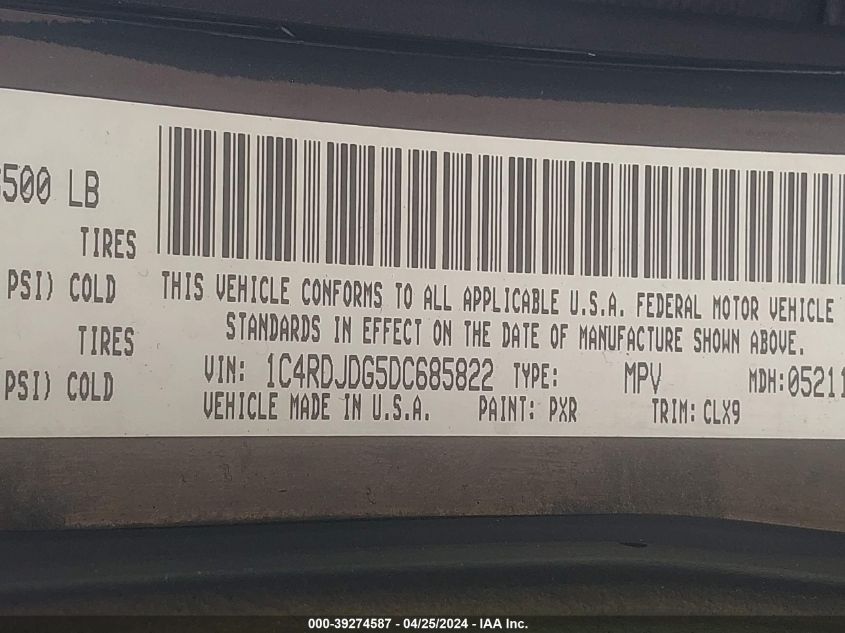 500 LB
TIRES
PSI) COLD
TIRES
PSI) COLD
THIS VEHICLE CONFORMS TO ALL APPLICABLE U.S.A. FEDERAL MOTOR VEHICLE
STANDARDS IN EFFECT ON THE DATE OF MANUFACTURE SHOWN ABOVE.
VIN: 1C4RDJDG5DC685822 TYPE: MPV MDH:05211
VEHICLE MADE IN U.S.A. PAINT: PXR TRIM: CLX9
000-39274587 - 04/25/2024 - IAA Inc.